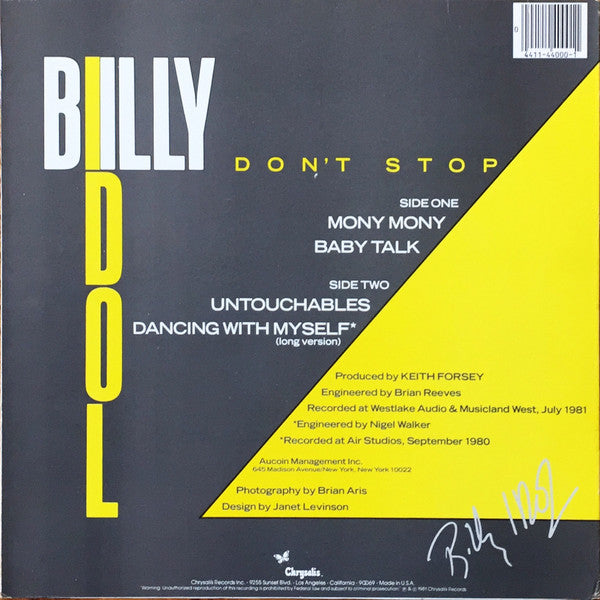 0
4411-44000-1
BILLY
IDOL
DON'T STOP
SIDE ONE
MONY MONY
BABY TALK
SIDE TWO
UNTOUCHABLES
DANCING WITH MYSELF*
(long version)
Produced by KEITH FORSEY
Engineered by Brian Reeves
Recorded at Westlake Audio & Musicland West, July 1981
*Engineered by Nigel Walker
*Recorded at Air Studios, September 1980
Aucoin Management Inc.
645 Madison Avenue/New York, New York 10022
Photography by Brian Aris
Design by Janet Levinson
Billy Idol
Chrysalis
Chrysalis Records Inc. · 9255 Sunset Blvd. · Los Angeles · California · 90069 · Made in U.S.A.
Warning: Unauthorized reproduction of this recording is prohibited by Federal law and subject to criminal prosecution. ℗ & © 1981 Chrysalis Records